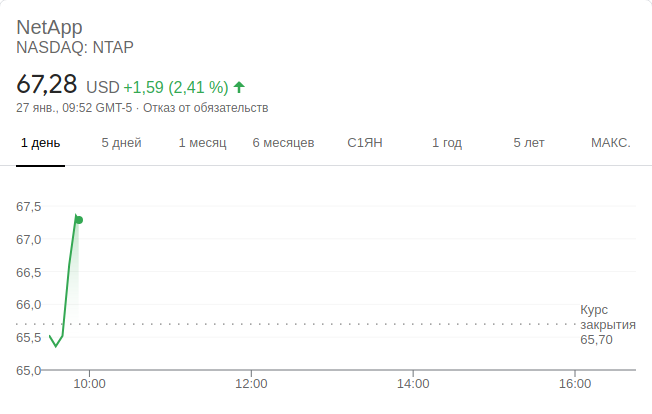 NetApp
NASDAQ: NTAP
67,28 USD +1,59 (2,41 %)
27 янв., 09:52 GMT-5 · Отказ от обязательств
1 день 5 дней 1 месяц 6 месяцев С1ЯН 1 год 5 лет МАКС.
67,5
67,0
66,5
66,0
Курс
закрытия
65,70
65,5
65,0
10:00 12:00 14:00 16:00